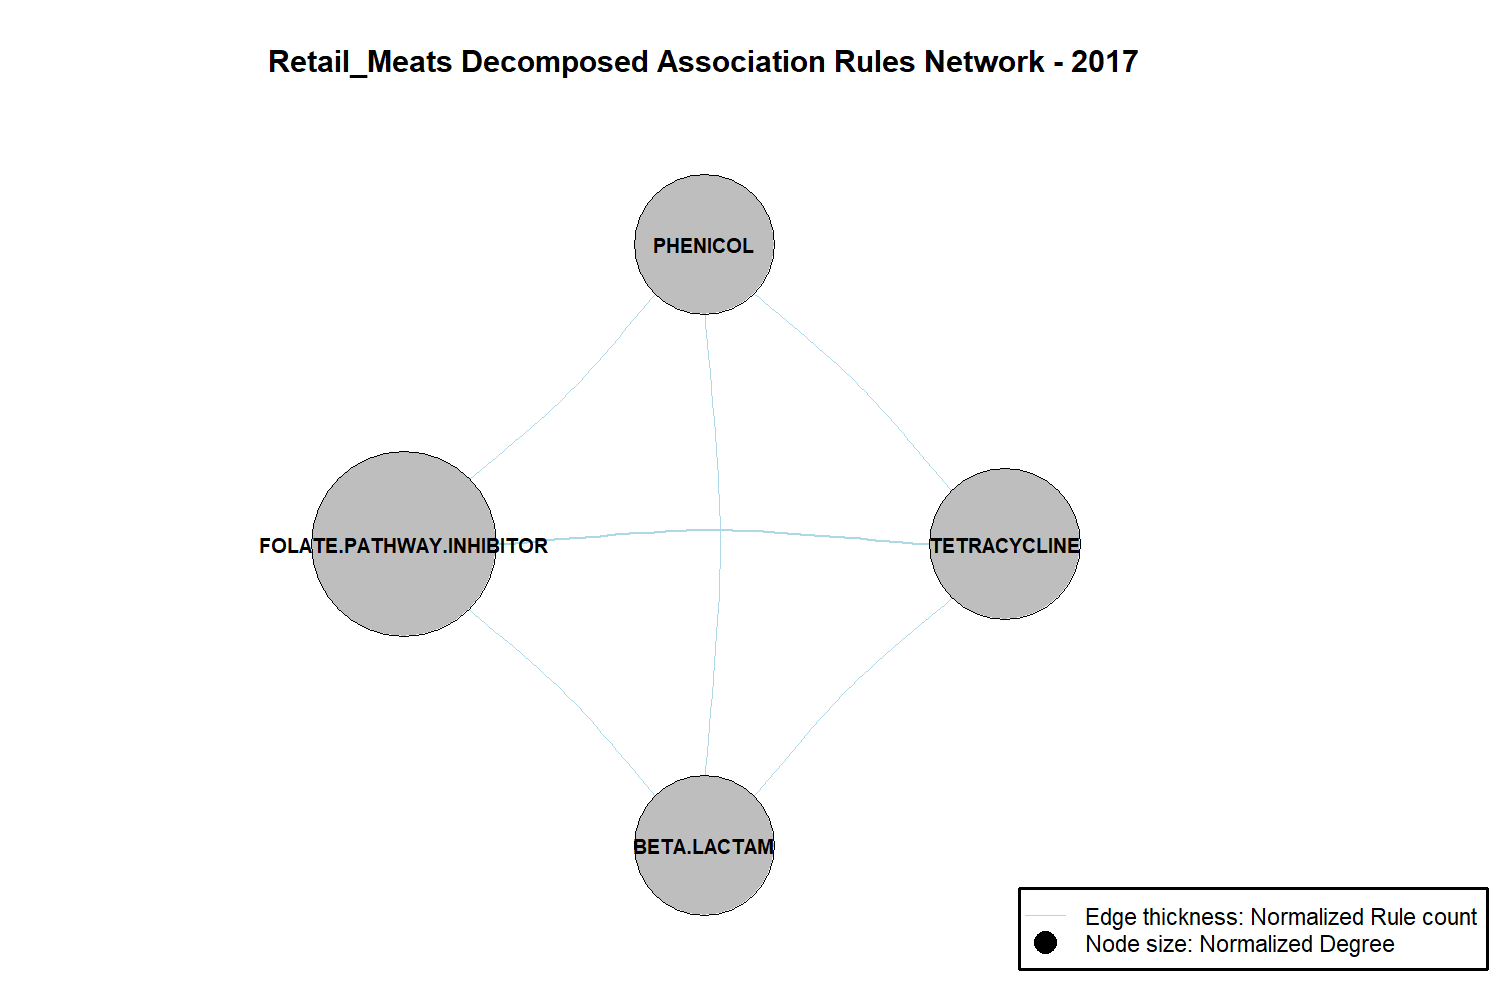 Retail_Meats Decomposed Association Rules Network - 2017
PHENICOL
FOLATE.PATHWAY.INHIBITOR
TETRACYCLINE
BETA.LACTAM
Edge thickness: Normalized Rule count
Node size: Normalized Degree